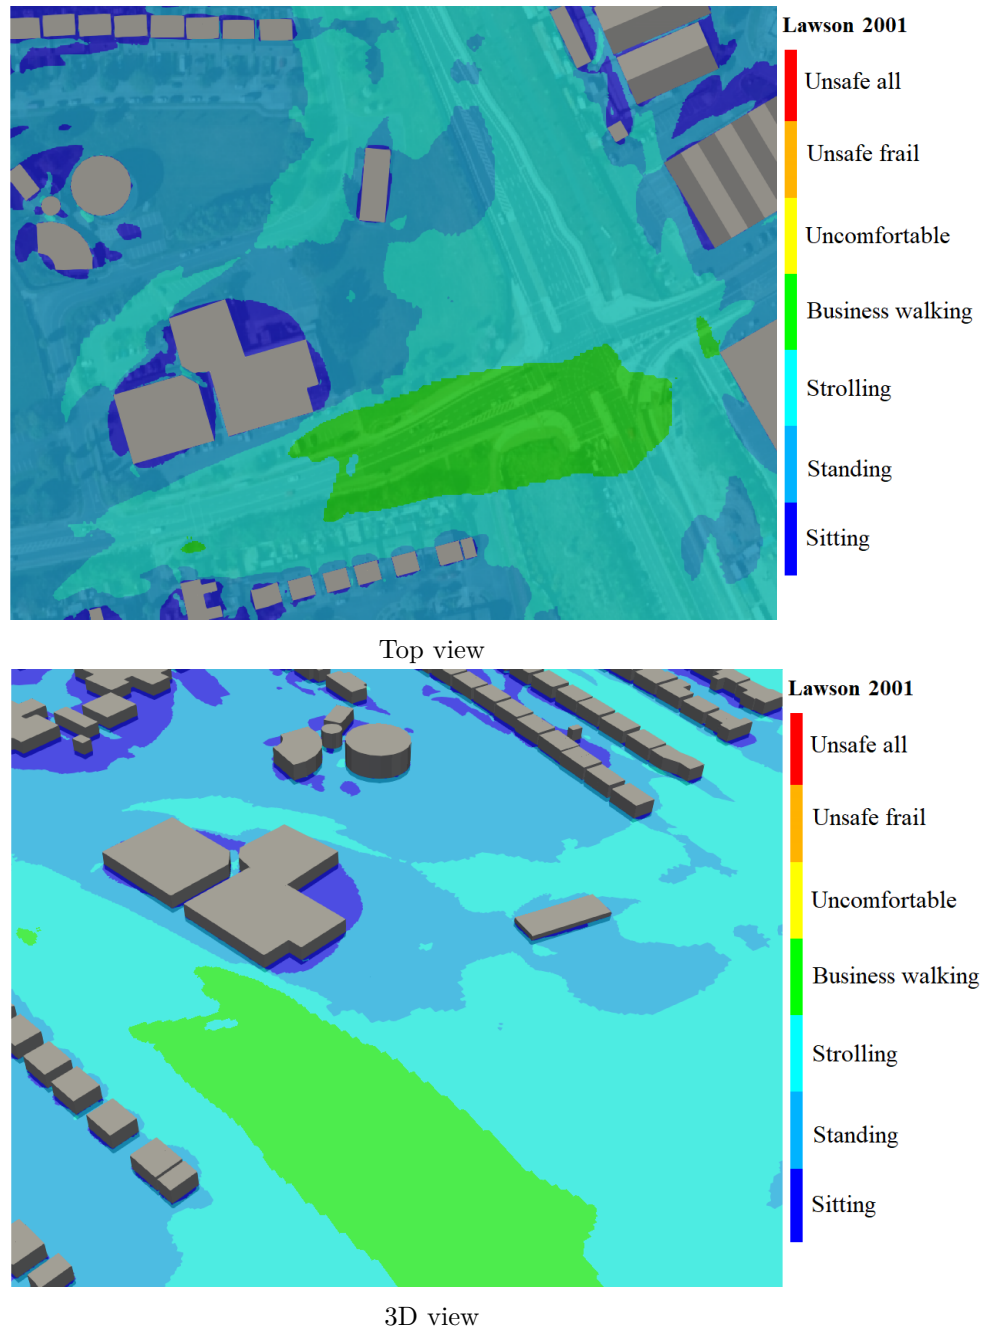 Lawson 2001
Unsafe all
Unsafe frail
Uncomfortable
Business walking
Strolling
Standing
Sitting
Top view
Lawson 2001
Unsafe all
Unsafe frail
Uncomfortable
Business walking
Strolling
Standing
Sitting
3D view